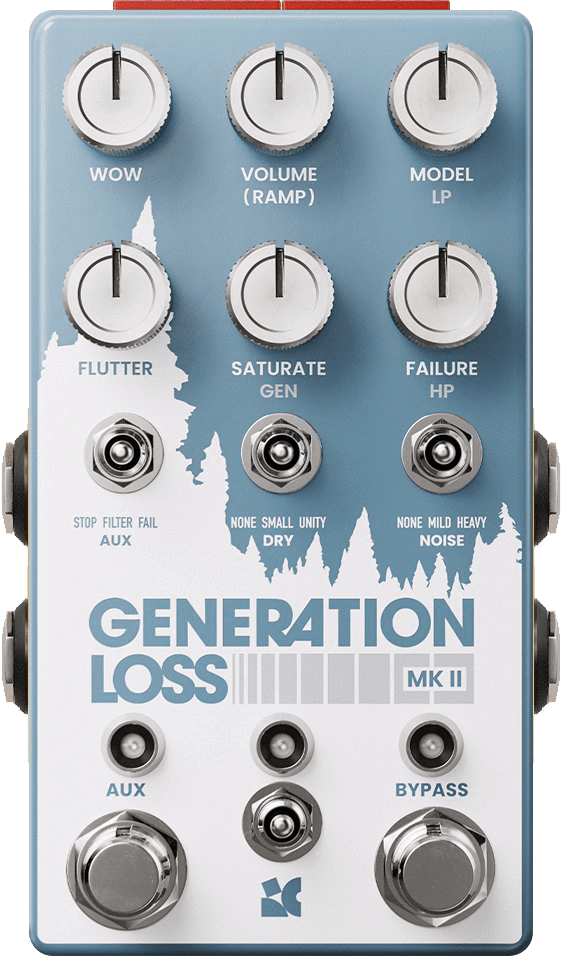 WOW
VOLUME
(RAMP)
MODEL
LP
FLUTTER
SATURATE
GEN
FAILURE
HP
STOP FILTER FAIL
AUX
NONE SMALL UNITY
DRY
NONE MILD HEAVY
NOISE
GENERATION
LOSS
MK II
AUX
BYPASS